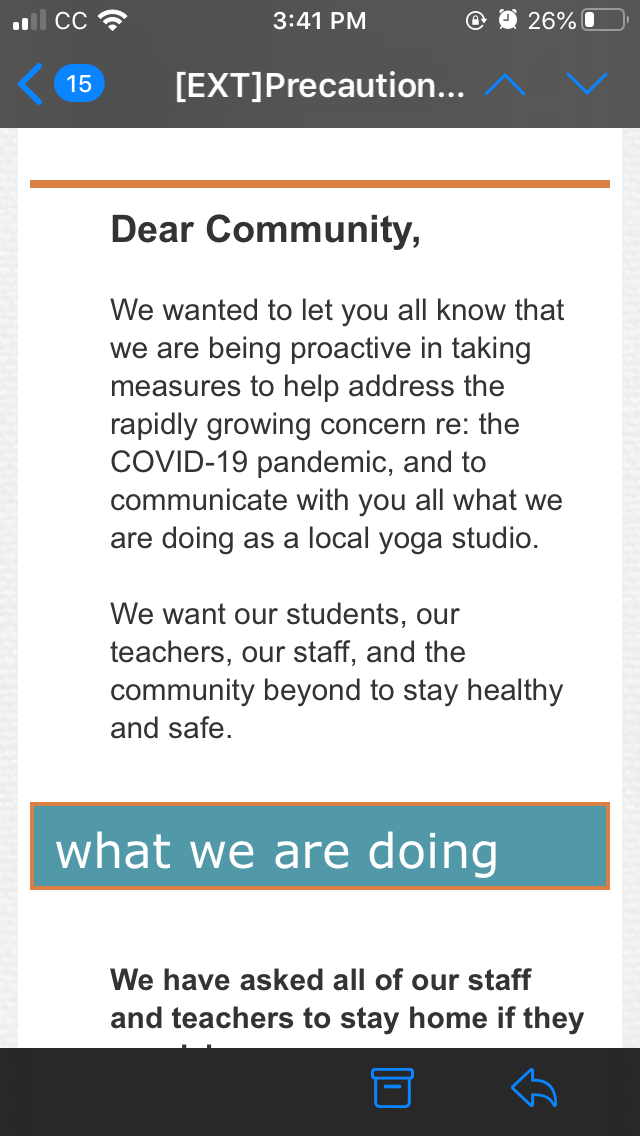 CC
3:41 PM
26%
15
[EXT]Precaution...
Dear Community,
We wanted to let you all know that
we are being proactive in taking
measures to help address the
rapidly growing concern re: the
COVID-19 pandemic, and to
communicate with you all what we
are doing as a local yoga studio.
We want our students, our
teachers, our staff, and the
community beyond to stay healthy
and safe.
what we are doing
We have asked all of our staff
and teachers to stay home if they